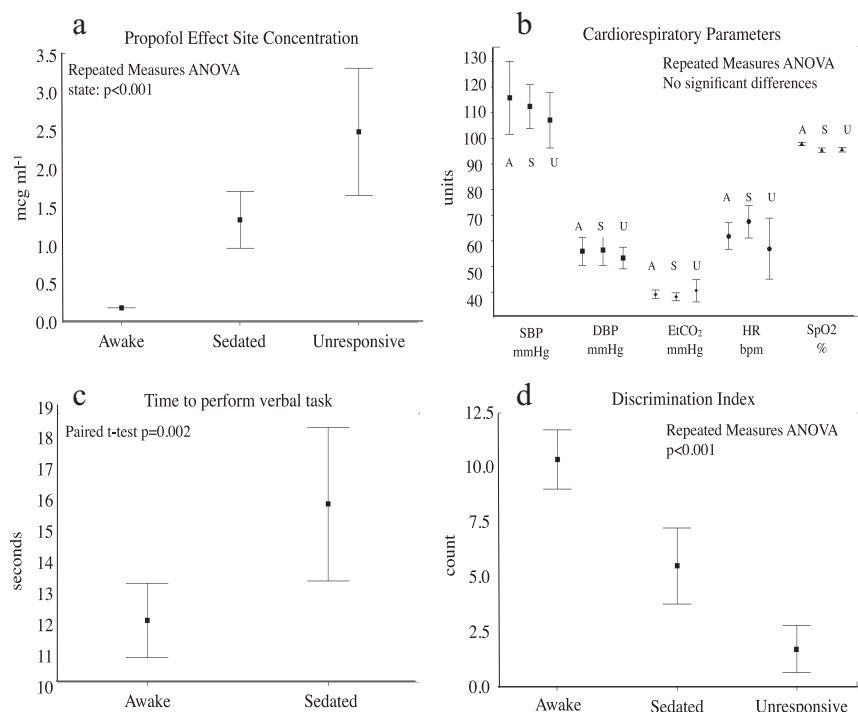 a
Propofol Effect Site Concentration
Repeated Measures ANOVA
state: p<0.001
mcg ml⁻¹
3.5
3.0
2.5
2.0
1.5
1.0
0.5
0.0
Awake Sedated Unresponsive
b
Cardiorespiratory Parameters
Repeated Measures ANOVA
No significant differences
units
130
120
110
100
90
80
70
60
50
40
A S U
A S U
A S U
A S U
A S U
SBP DBP EtCO₂ HR SpO2
mmHg mmHg mmHg bpm %
c
Time to perform verbal task
Paired t-test p=0.002
seconds
19
18
17
16
15
14
13
12
11
10
Awake Sedated
d
Discrimination Index
Repeated Measures ANOVA
p<0.001
count
12.5
10.0
7.5
5.0
2.5
0.0
Awake Sedated Unresponsive